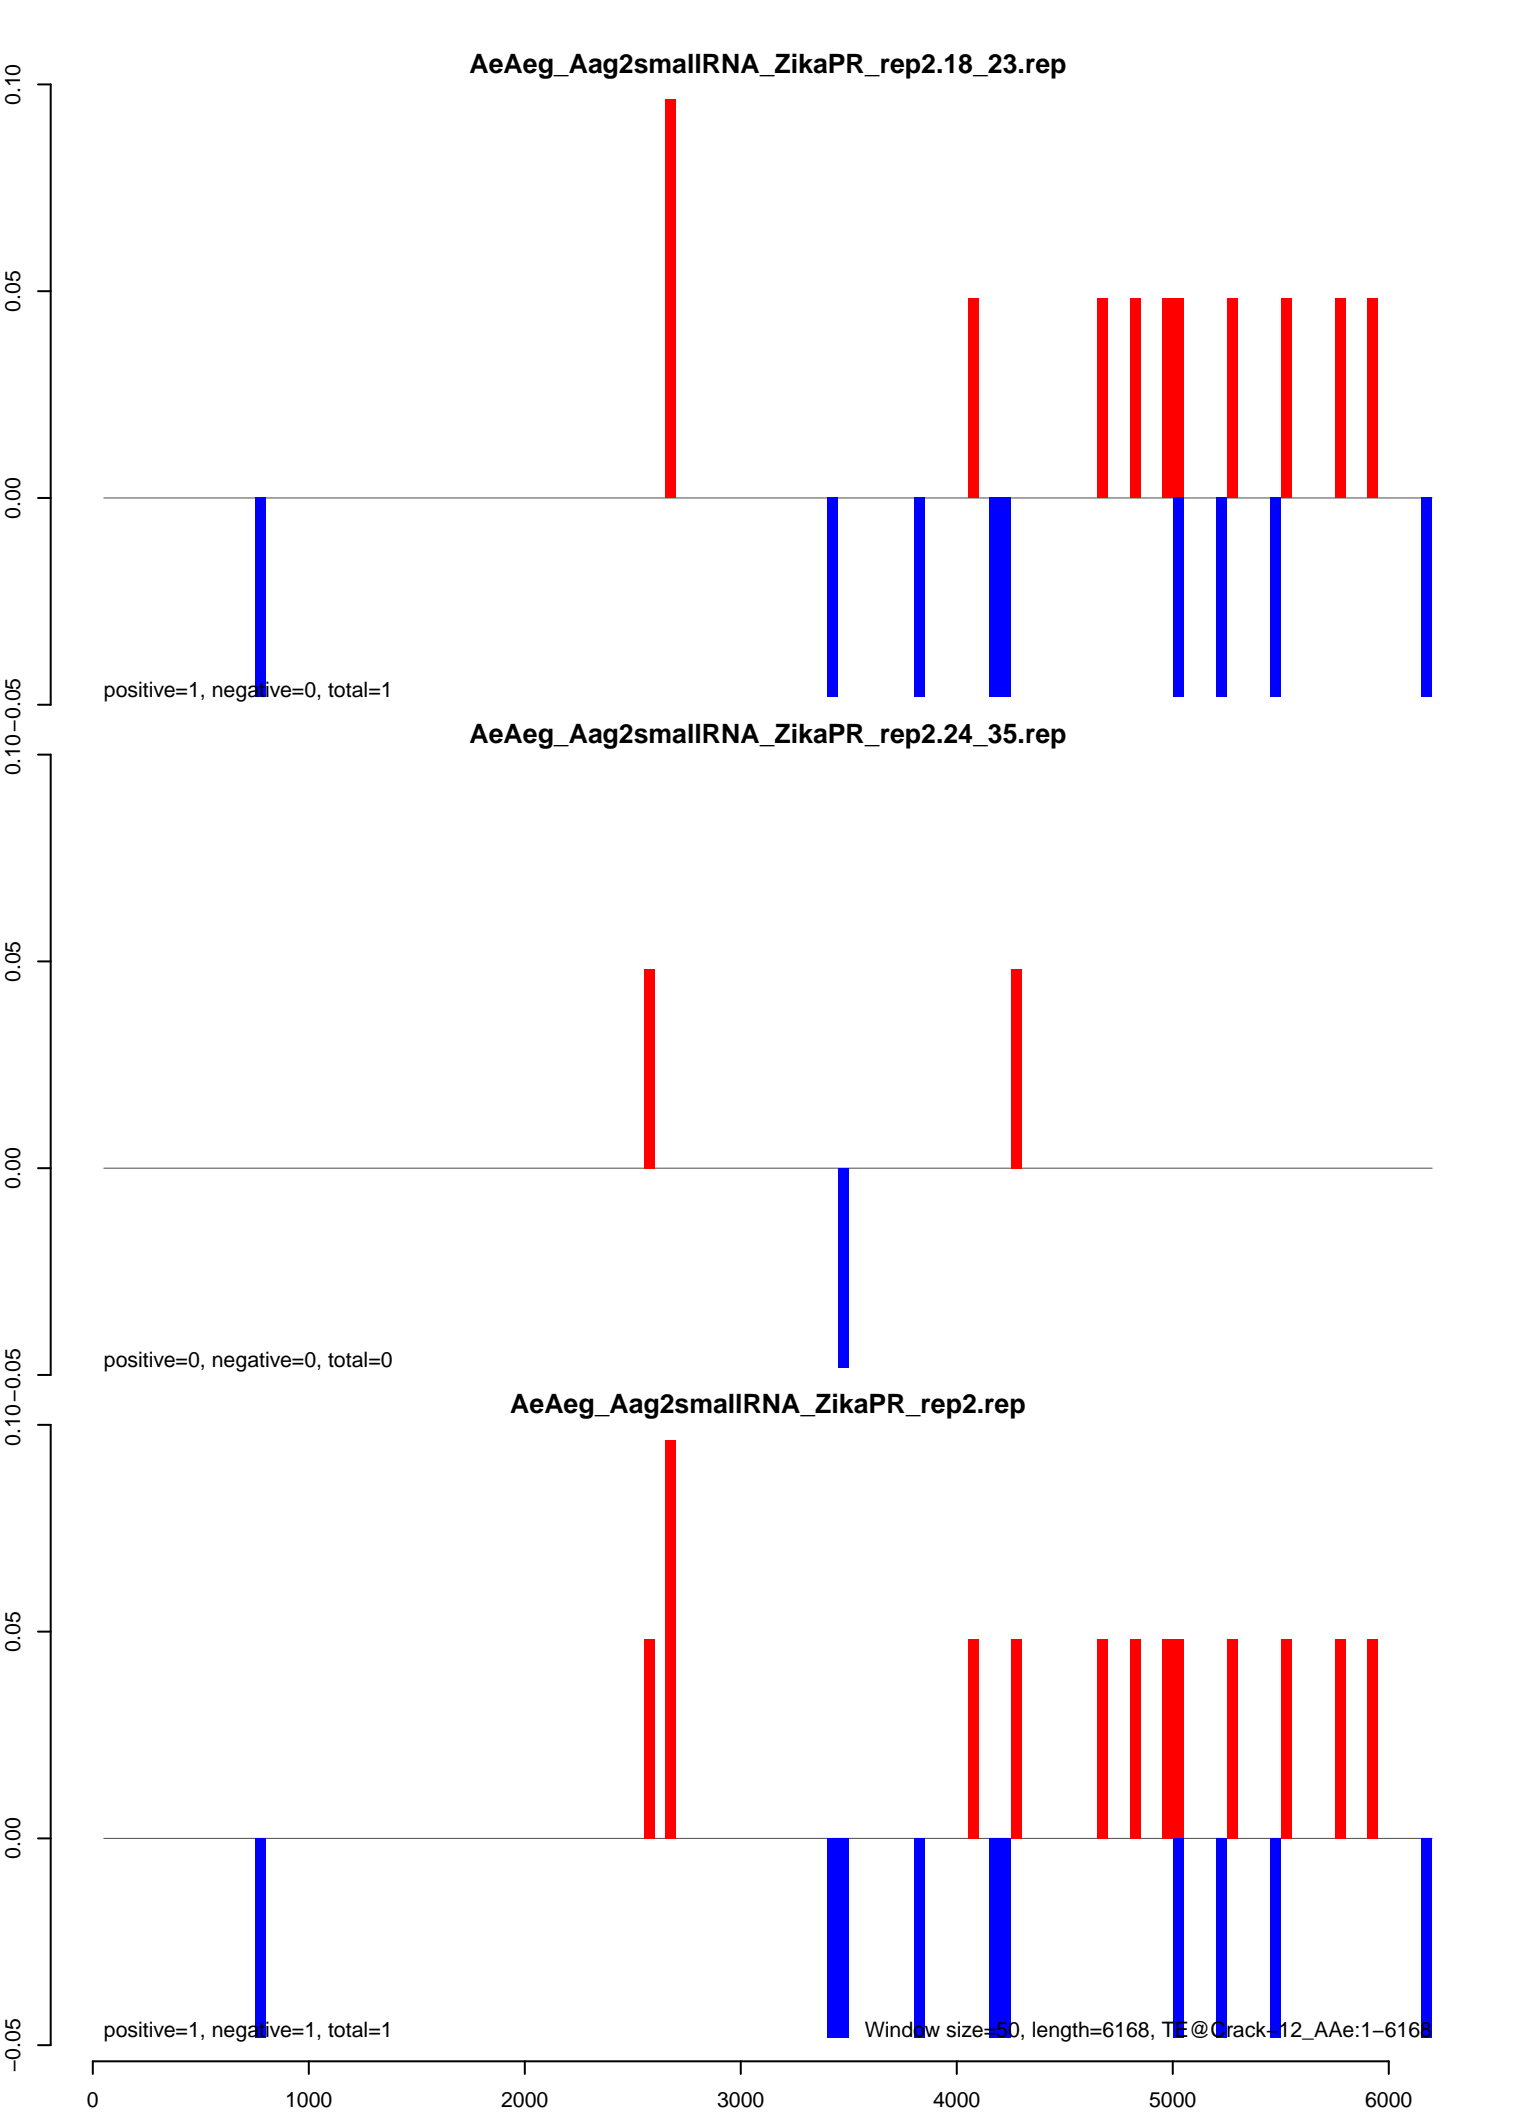 AeAeg_Aag2smallRNA_ZikaPR_rep2.18_23.rep
0.10
0.05
0.00
−0.05
positive=1, negative=0, total=1
AeAeg_Aag2smallRNA_ZikaPR_rep2.24_35.rep
0.10
0.05
0.00
−0.05
positive=0, negative=0, total=0
AeAeg_Aag2smallRNA_ZikaPR_rep2.rep
0.10
0.05
0.00
−0.05
positive=1, negative=1, total=1
Window size=50, length=6168, TE@Crack−12_AAe:1−6168
0 1000 2000 3000 4000 5000 6000